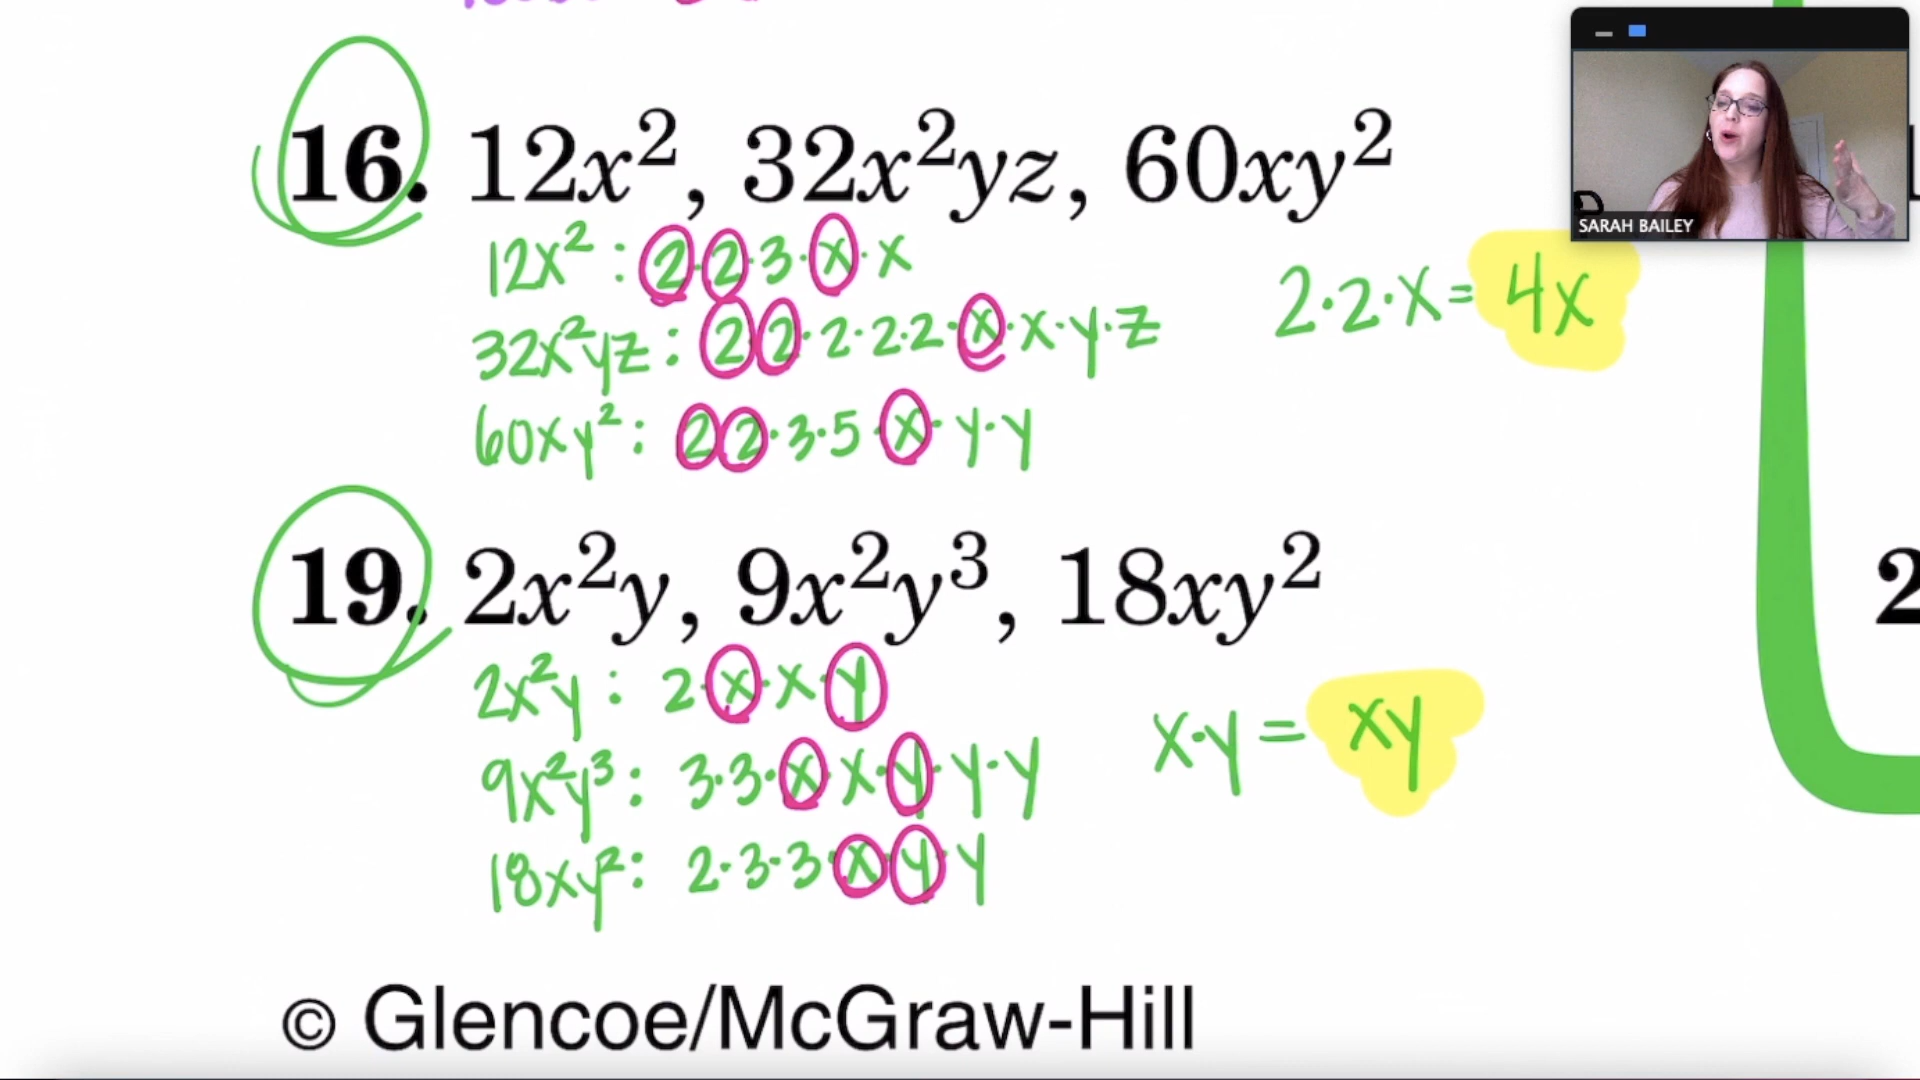 SARAH BAILEY
16. 12x², 32x²yz, 60xy²
12x² : 2·2·3·x·x
2·2·x = 4x
32x²yz : 2·2·2·2·2·x·x·y·z
60xy² : 2·2·3·5·x·y·y
19. 2x²y, 9x²y³, 18xy²
2x²y : 2·x·x·y
x·y = xy
9x²y³ : 3·3·x·x·y·y·y
18xy² : 2·3·3·x·y·y
2
© Glencoe/McGraw-Hill